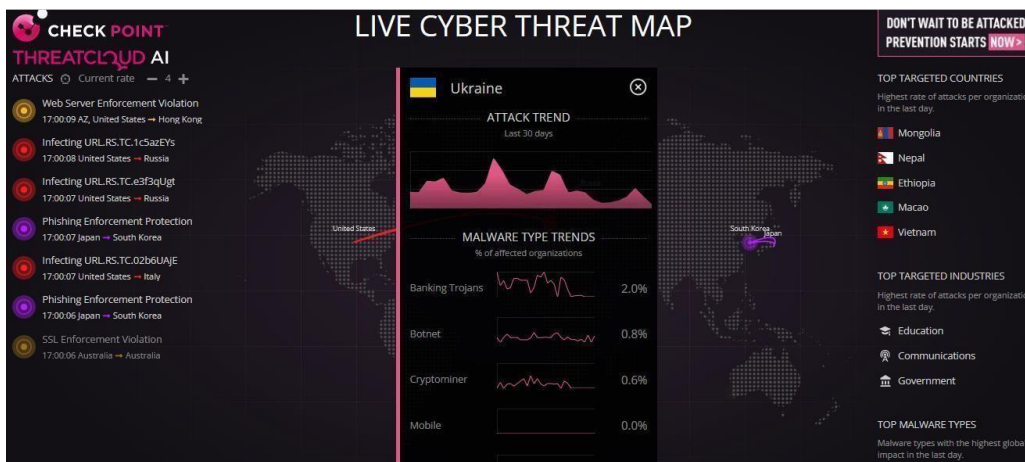 CHECK POINT
THREATCLOUD AI
ATTACKS Current rate − 4 +
Web Server Enforcement Violation
17:00:09 AZ, United States → Hong Kong
Infecting URL.RS.TC.1c5azEYs
17:00:08 United States → Russia
Infecting URL.RS.TC.e3f3qUgt
17:00:07 United States → Russia
Phishing Enforcement Protection
17:00:07 Japan → South Korea
Infecting URL.RS.TC.02b6UAjE
17:00:07 United States → Italy
Phishing Enforcement Protection
17:00:06 Japan → South Korea
SSL Enforcement Violation
17:00:06 Australia → Australia
LIVE CYBER THREAT MAP
United States
South Korea
Japan
Ukraine
ATTACK TREND
Last 30 days
MALWARE TYPE TRENDS
% of affected organizations
Banking Trojans 2.0%
Botnet 0.8%
Cryptominer 0.6%
Mobile 0.0%
DON'T WAIT TO BE ATTACKED
PREVENTION STARTS NOW>
TOP TARGETED COUNTRIES
Highest rate of attacks per organizatio
in the last day.
Mongolia
Nepal
Ethiopia
Macao
Vietnam
TOP TARGETED INDUSTRIES
Highest rate of attacks per organizatio
in the last day.
Education
Communications
Government
TOP MALWARE TYPES
Malware types with the highest globa
impact in the last day.